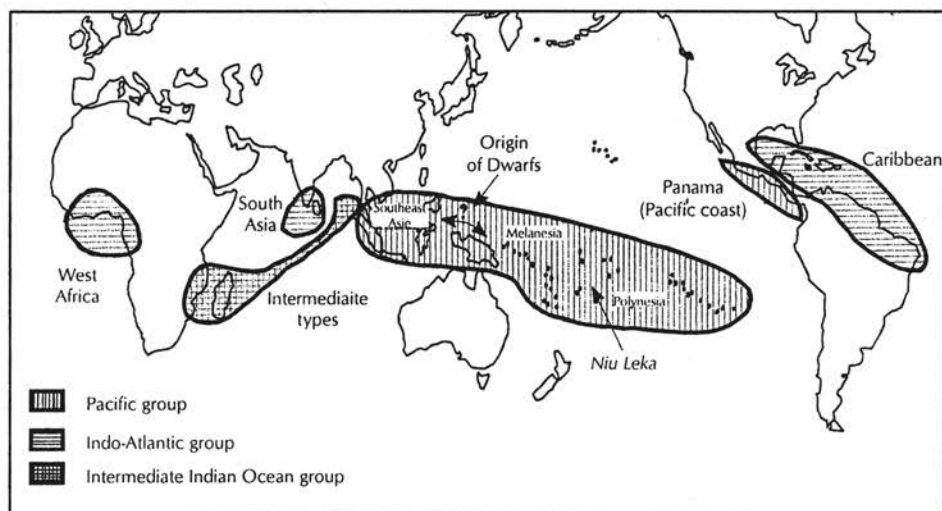 Origin
of Dwarfs
Caribbean
South
Asia
Southeast
Asie
Panama
(Pacific coast)
Melanesia
West
Africa
Intermediaite
types
Polynesia
Niu Leka
Pacific group
Indo-Atlantic group
Intermediate Indian Ocean group